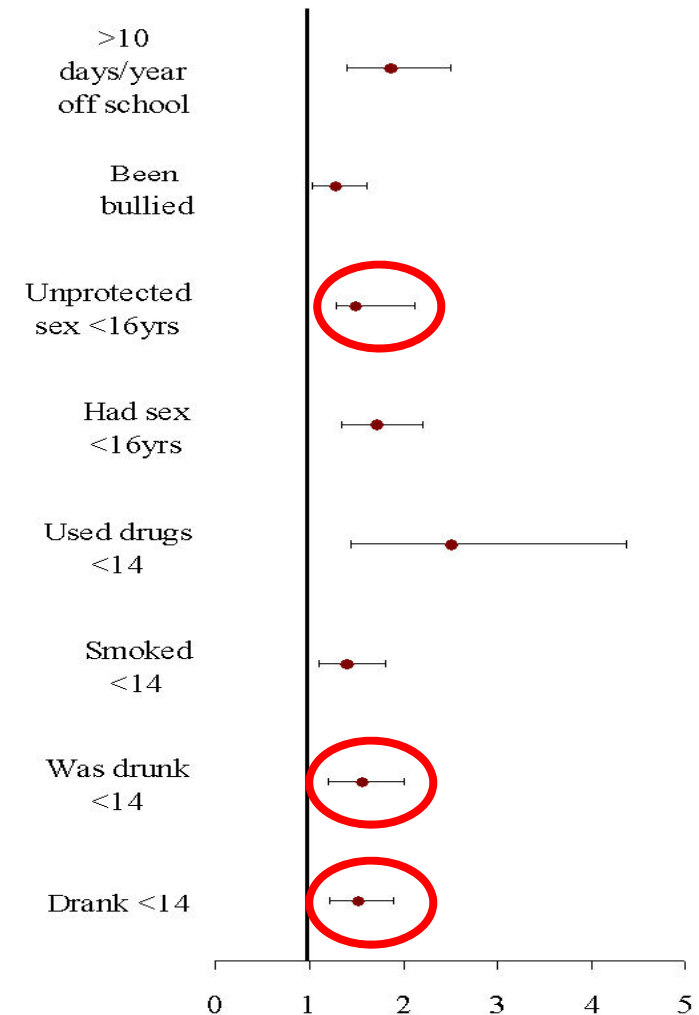 >10
days/year
off school
Been
bullied
Unprotected
sex <16yrs
Had sex
<16yrs
Used drugs
<14
Smoked
<14
Was drunk
<14
Drank <14
0 1 2 3 4 5